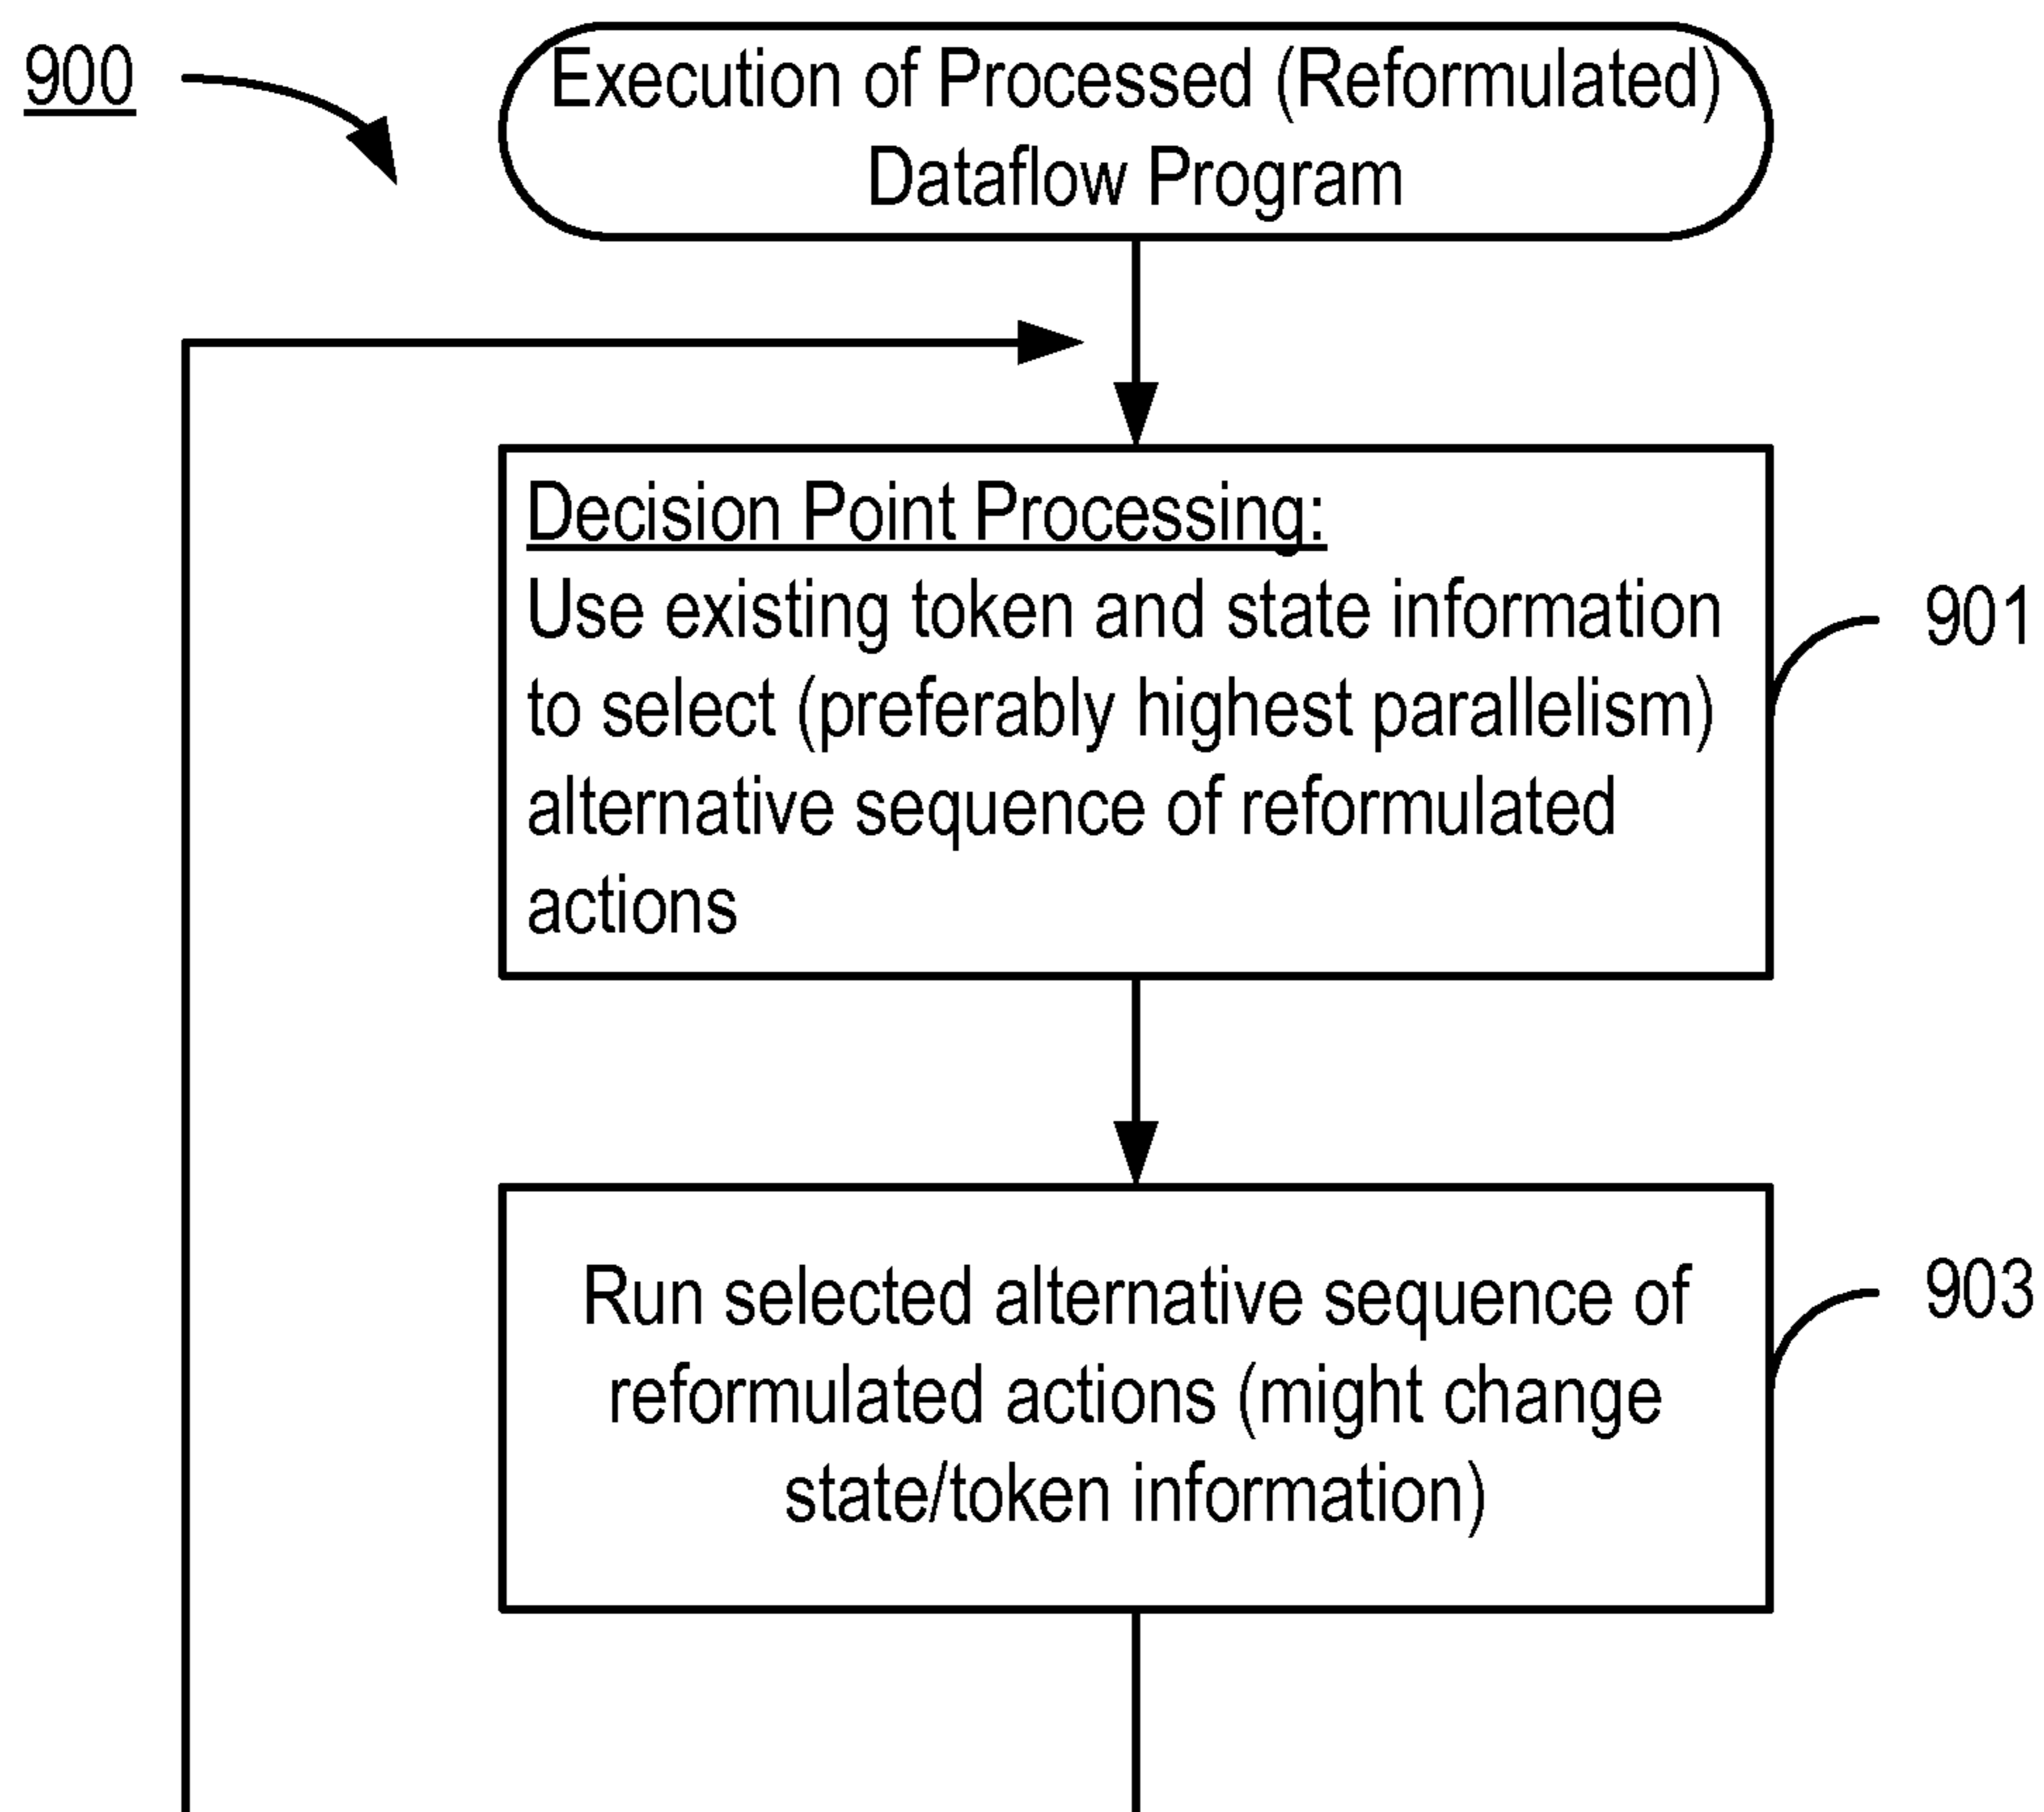 900
Execution of Processed (Reformulated)
Dataflow Program
Decision Point Processing:
Use existing token and state information
to select (preferably highest parallelism)
alternative sequence of reformulated
actions
901
Run selected alternative sequence of
reformulated actions (might change
state/token information)
903